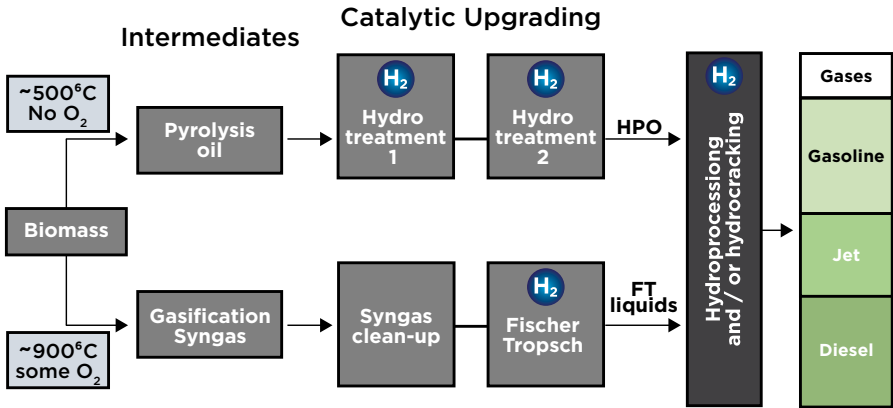 Catalytic Upgrading
Intermediates
~500⁶C
No O₂
Pyrolysis
oil
H₂
Hydro
treatment
1
H₂
Hydro
treatment
2
HPO
H₂
Hydroprocessiong
and / or hydrocracking
Gases
Gasoline
Jet
Diesel
Biomass
~900⁶C
some O₂
Gasification
Syngas
Syngas
clean-up
H₂
Fischer
Tropsch
FT
liquids